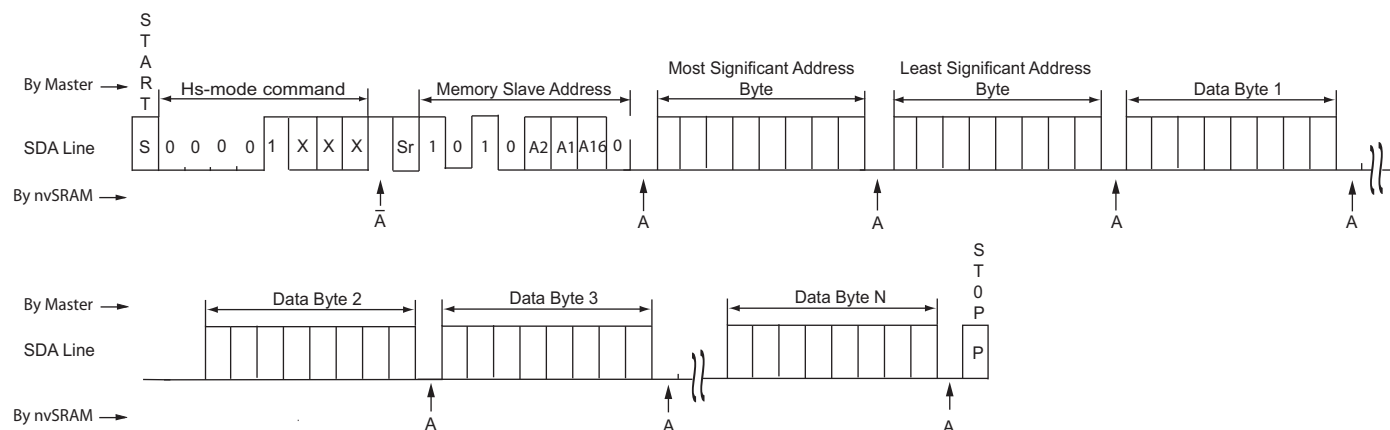 START
By Master
Hs-mode command
Memory Slave Address
Most Significant Address Byte
Least Significant Address Byte
Data Byte 1
SDA Line
S 0 0 0 0 1 X X X Sr 1 0 1 0 A2 A1 A16 0
By nvSRAM
A̅ A A A A
STOP
By Master
Data Byte 2
Data Byte 3
Data Byte N
SDA Line
P
By nvSRAM
A A A